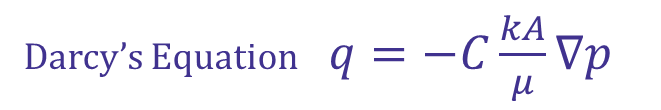 Darcy's Equation q = −C kA/μ ∇p